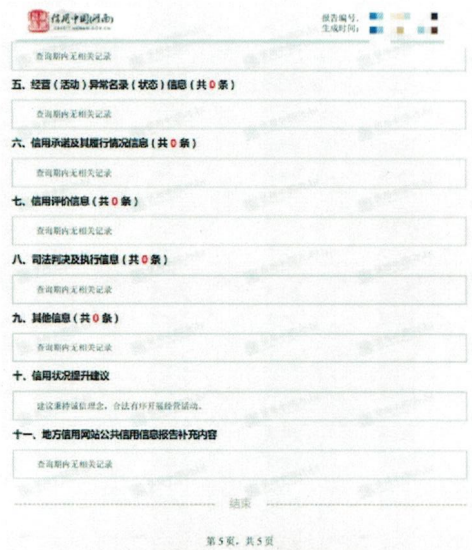 信用中国(湖南)
报告编号：
生成时间：
查询期内无相关记录
五、经营（活动）异常名录（状态）信息（共 0 条）
查询期内无相关记录
六、信用承诺及其履行情况信息（共 0 条）
查询期内无相关记录
七、信用评价信息（共 0 条）
查询期内无相关记录
八、司法判决及执行信息（共 0 条）
查询期内无相关记录
九、其他信息（共 0 条）
查询期内无相关记录
十、信用状况提升建议
建议秉持诚信理念，合法有序开展经营活动。
十一、地方信用网站公共信用信息报告补充内容
查询期内无相关记录
结束
第 5 页，共 5 页